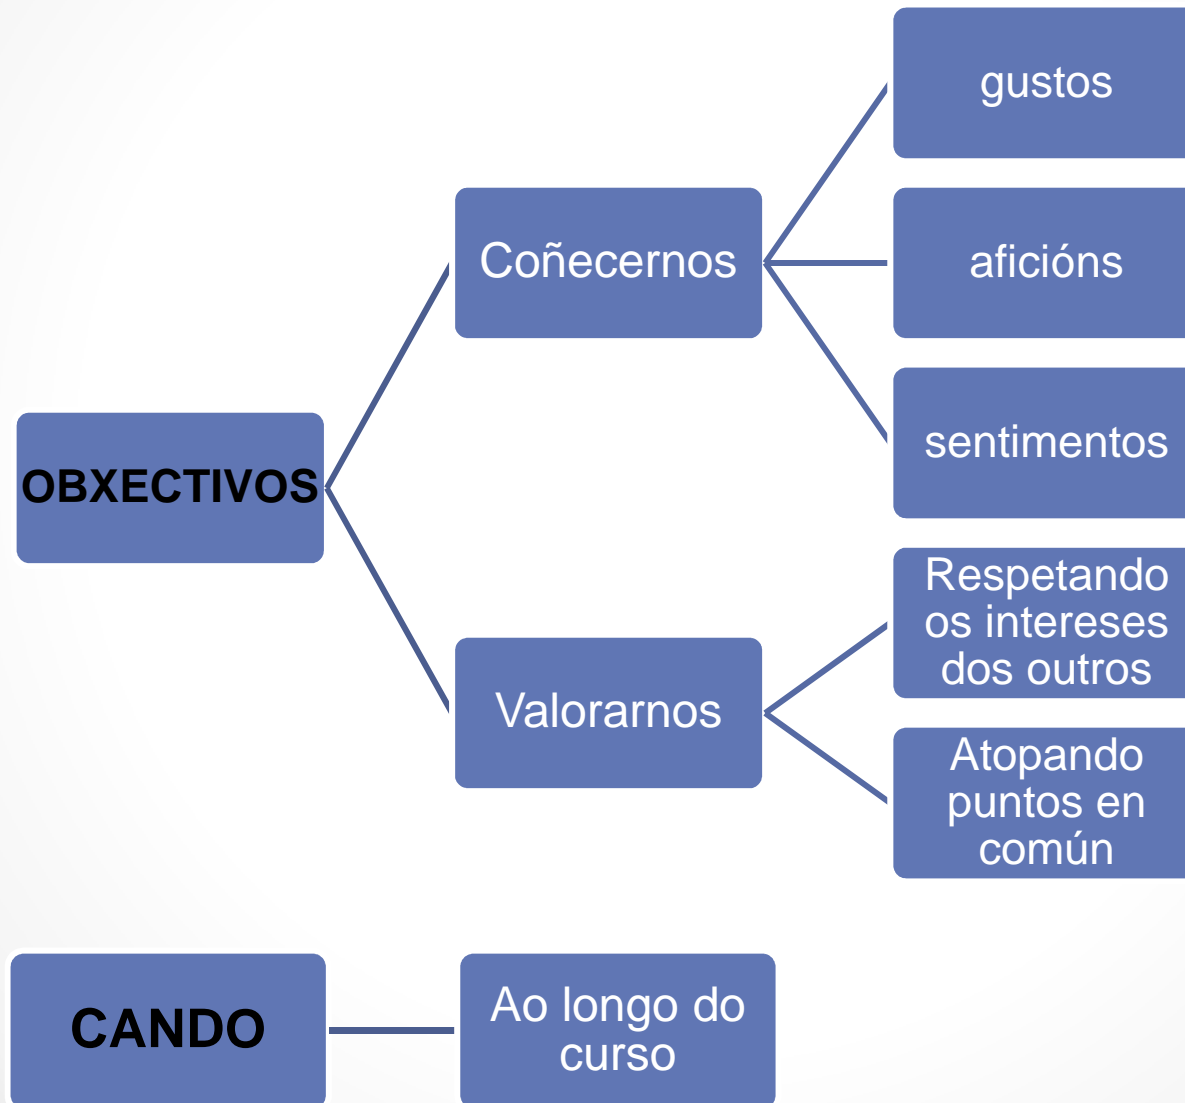 OBXECTIVOS
Coñecernos
gustos
aficións
sentimentos
Valorarnos
Respetando
os intereses
dos outros
Atopando
puntos en
común
CANDO
Ao longo do
curso